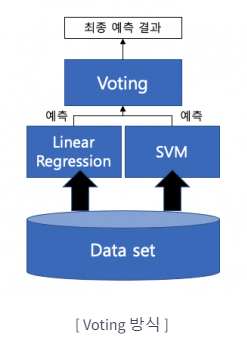 최종 예측 결과
Voting
예측 예측
Linear
Regression
SVM
Data set
[ Voting 방식 ]